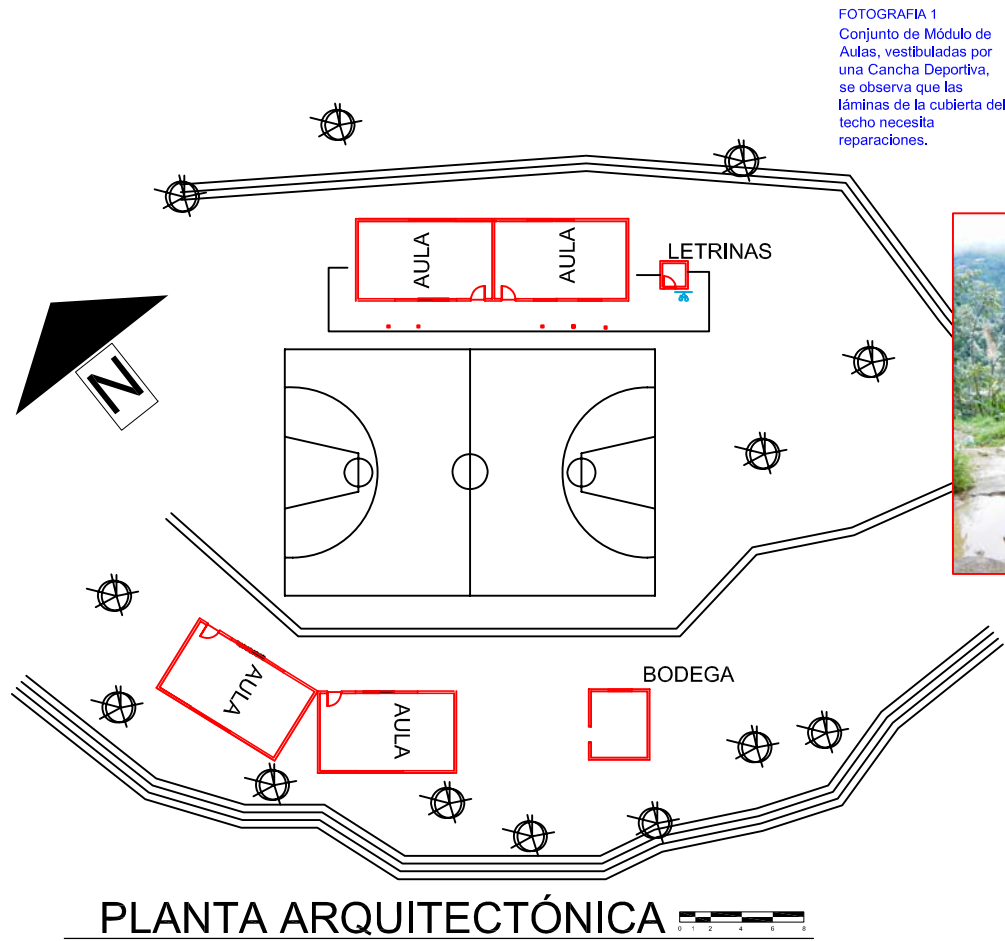 FOTOGRAFIA 1
Conjunto de Módulo de
Aulas, vestibuladas por
una Cancha Deportiva,
se observa que las
láminas de la cubierta del
techo necesita
reparaciones.
AULA
AULA
LETRINAS
N
AULA
AULA
BODEGA
PLANTA ARQUITECTÓNICA
0 1 2 4 6 8